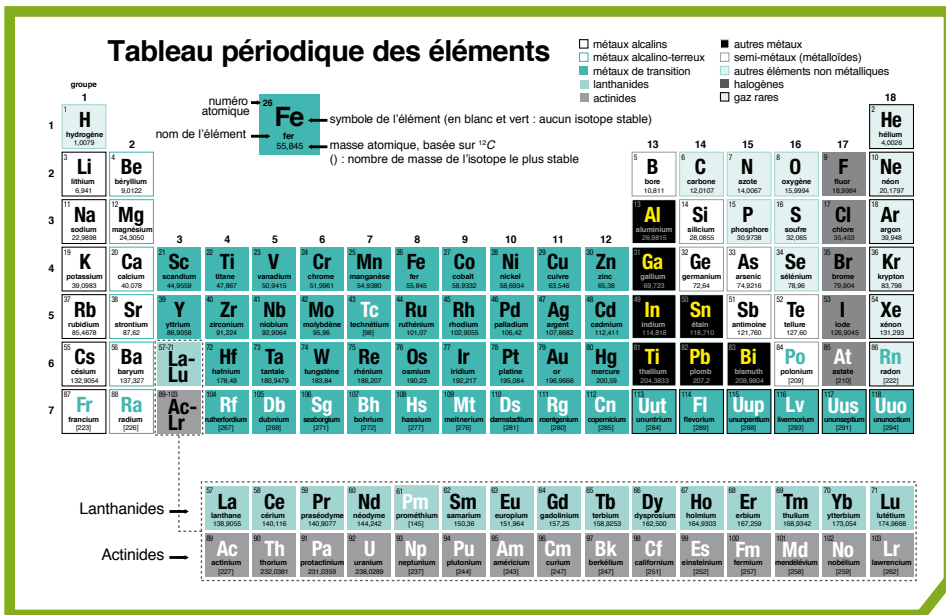 Tableau périodique des éléments
métaux alcalins
métaux alcalino-terreux
métaux de transition
lanthanides
actinides
autres métaux
semi-métaux (métalloïdes)
autres éléments non métalliques
halogènes
gaz rares
numéro
atomique
nom de l'élément
26
Fe
fer
55,845
symbole de l'élément (en blanc et vert : aucun isotope stable)
masse atomique, basée sur ¹²C
() : nombre de masse de l'isotope le plus stable
groupe
1 2 3 4 5 6 7 8 9 10 11 12 13 14 15 16 17 18
1
1 H hydrogène 1,0079
2 He hélium 4,0026
2
3 Li lithium 6,941
4 Be béryllium 9,0122
5 B bore 10,811
6 C carbone 12,0107
7 N azote 14,0067
8 O oxygène 15,9994
9 F fluor 18,9984
10 Ne néon 20,1797
3
11 Na sodium 22,9898
12 Mg magnésium 24,3050
13 Al aluminium 26,9815
14 Si silicium 28,0855
15 P phosphore 30,9738
16 S soufre 32,065
17 Cl chlore 35,453
18 Ar argon 39,948
4
19 K potassium 39,0983
20 Ca calcium 40,078
21 Sc scandium 44,9559
22 Ti titane 47,867
23 V vanadium 50,9415
24 Cr chrome 51,9961
25 Mn manganèse 54,9380
26 Fe fer 55,845
27 Co cobalt 58,9332
28 Ni nickel 58,6934
29 Cu cuivre 63,546
30 Zn zinc 65,38
31 Ga gallium 69,723
32 Ge germanium 72,64
33 As arsenic 74,9216
34 Se sélénium 78,96
35 Br brome 79,904
36 Kr krypton 83,798
5
37 Rb rubidium 85,4678
38 Sr strontium 87,62
39 Y yttrium 88,9058
40 Zr zirconium 91,224
41 Nb niobium 92,9064
42 Mo molybdène 95,96
43 Tc technétium [98]
44 Ru ruthénium 101,07
45 Rh rhodium 102,9055
46 Pd palladium 106,42
47 Ag argent 107,8682
48 Cd cadmium 112,411
49 In indium 114,818
50 Sn étain 118,710
51 Sb antimoine 121,760
52 Te tellure 127,60
53 I iode 126,9045
54 Xe xénon 131,293
6
55 Cs césium 132,9054
56 Ba baryum 137,327
57-71 La-Lu
72 Hf hafnium 178,49
73 Ta tantale 180,9479
74 W tungstène 183,84
75 Re rhénium 186,207
76 Os osmium 190,23
77 Ir iridium 192,217
78 Pt platine 195,084
79 Au or 196,9666
80 Hg mercure 200,59
81 Ti thallium 204,3833
82 Pb plomb 207,2
83 Bi bismuth 208,9804
84 Po polonium [209]
85 At astate [210]
86 Rn radon [222]
7
87 Fr francium [223]
88 Ra radium [226]
89-103 Ac-Lr
104 Rf rutherfordium [267]
105 Db dubnium [268]
106 Sg seaborgium [271]
107 Bh bohrium [272]
108 Hs hassium [277]
109 Mt meitnerium [276]
110 Ds darmstadtium [281]
111 Rg roentgenium [280]
112 Cn copernicium [285]
113 Uut ununtrium [284]
114 Fl flevorium [289]
115 Uup ununpentium [288]
116 Lv livermorium [293]
117 Uus ununseptium [291]
118 Uuo ununoctium [294]
Lanthanides
57 La lanthane 138,9055
58 Ce cérium 140,116
59 Pr praséodyme 140,9077
60 Nd néodyme 144,242
61 Pm prométhium [145]
62 Sm samarium 150,36
63 Eu europium 151,964
64 Gd gadolinium 157,25
65 Tb terbium 158,9253
66 Dy dysprosium 162,500
67 Ho holmium 164,9303
68 Er erbium 167,259
69 Tm thulium 168,9342
70 Yb ytterbium 173,054
71 Lu lutétium 174,9668
Actinides
89 Ac actinium [227]
90 Th thorium 232,0381
91 Pa protactinium 231,0359
92 U uranium 238,0289
93 Np neptunium [237]
94 Pu plutonium [244]
95 Am américium [243]
96 Cm curium [247]
97 Bk berkélium [247]
98 Cf californium [251]
99 Es einsteinium [252]
100 Fm fermium [257]
101 Md mendélévium [258]
102 No nobélium [259]
103 Lr lawrencium [262]